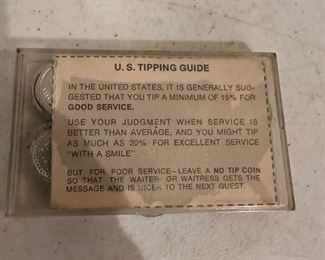 U.S. TIPPING GUIDE
IN THE UNITED STATES, IT IS GENERALLY SUG-
GESTED THAT YOU TIP A MINIMUM OF 15% FOR
GOOD SERVICE.
USE YOUR JUDGMENT WHEN SERVICE IS
BETTER THAN AVERAGE, AND YOU MIGHT TIP
AS MUCH AS 20% FOR EXCELLENT SERVICE
"WITH A SMILE"
BUT FOR POOR SERVICE—LEAVE A NO TIP COIN
SO THAT THE WAITER OR WAITRESS GETS THE
MESSAGE AND IS NICER TO THE NEXT GUEST.